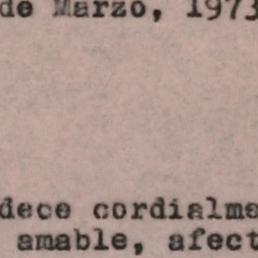 de Marzo, 1973
dece cordialme
amable, afect